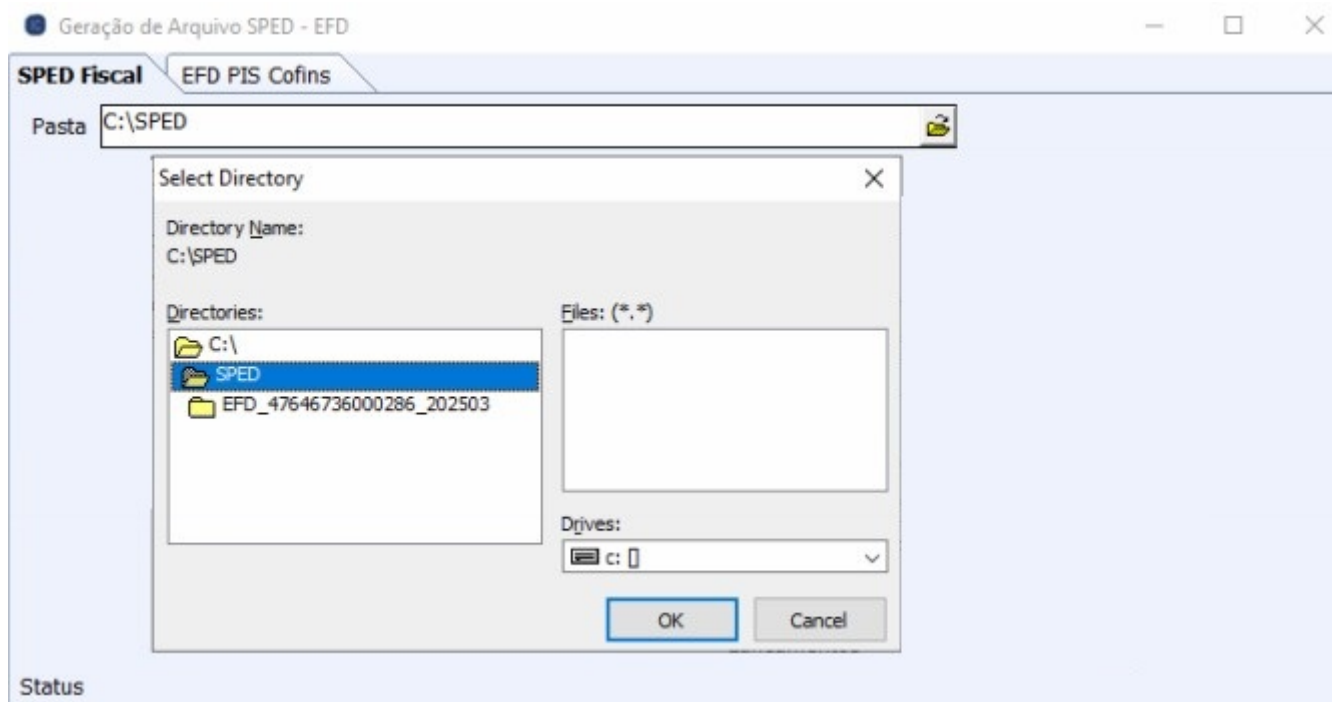 Geração de Arquivo SPED - EFD
SPED Fiscal
EFD PIS Cofins
Pasta C:\SPED
Select Directory
Directory Name:
C:\SPED
Directories:
Files: (*.*)
C:\
SPED
EFD_47646736000286_202503
Drives:
c: []
OK
Cancel
Status